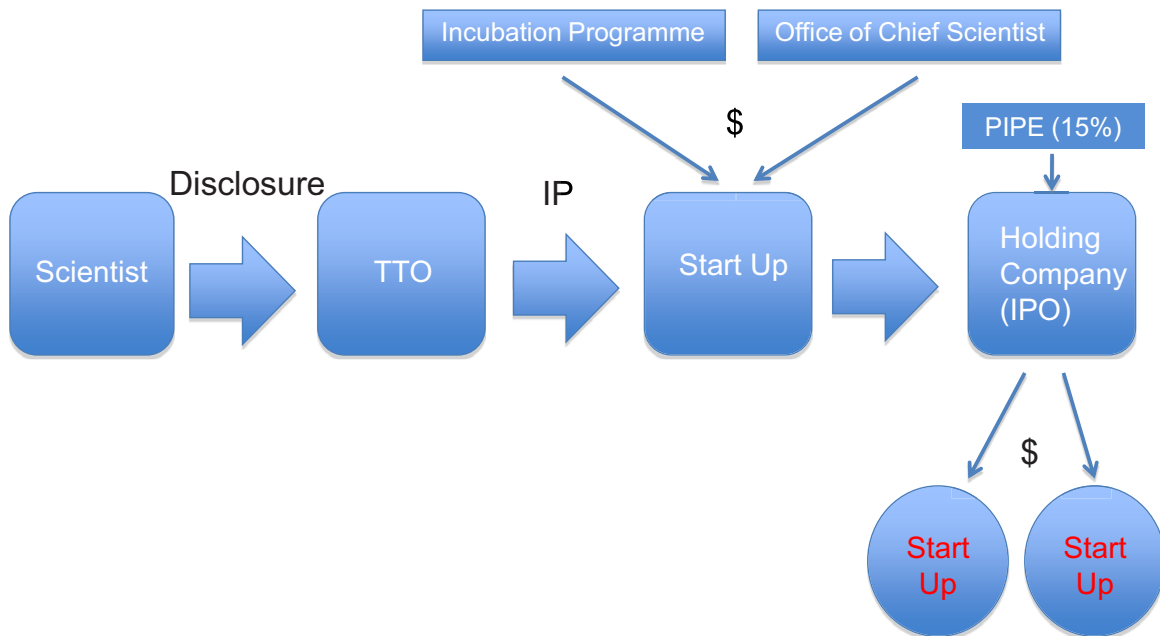 Incubation Programme
Office of Chief Scientist
$
PIPE (15%)
Disclosure
IP
Scientist
TTO
Start Up
Holding
Company
(IPO)
$
Start
Up
Start
Up